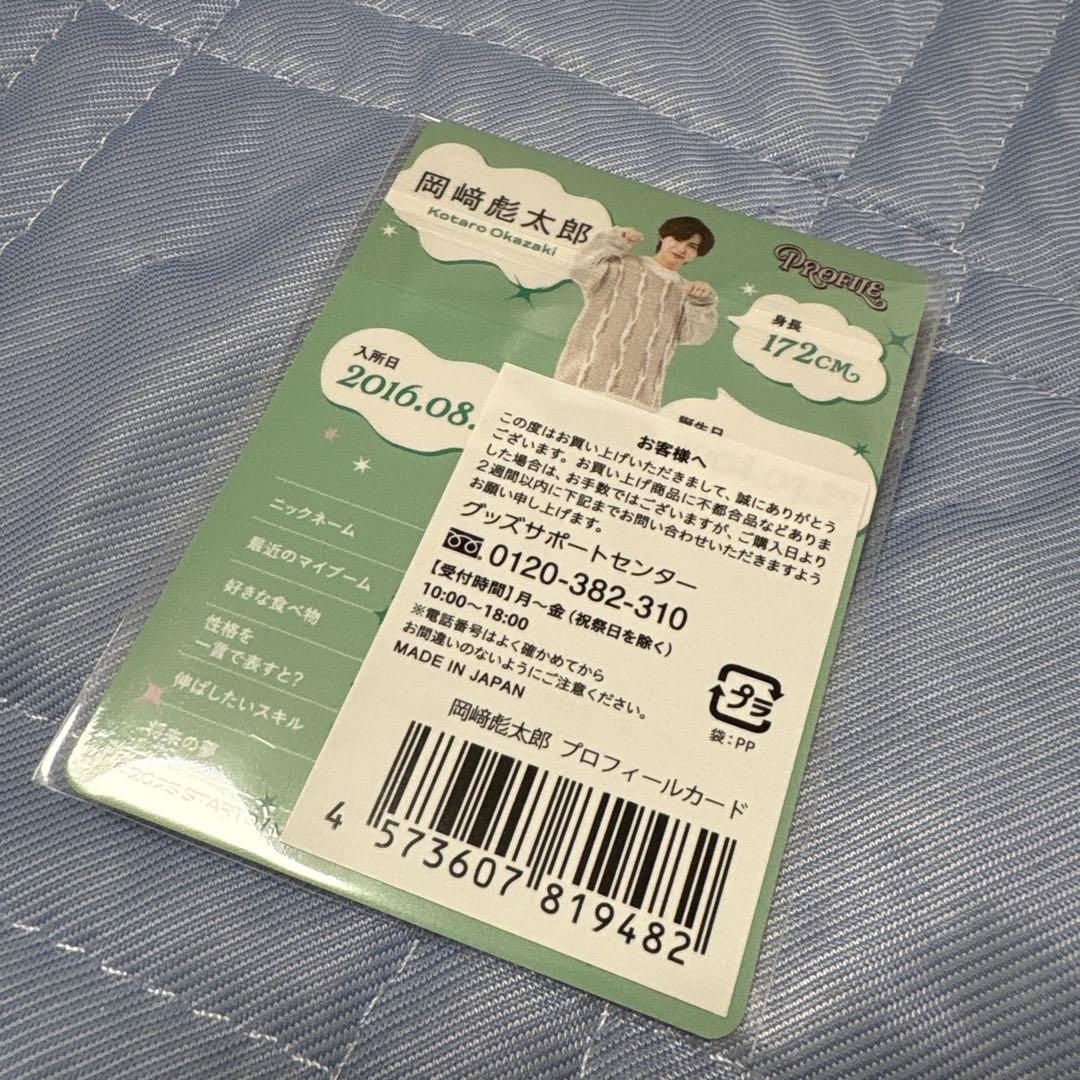 岡﨑彪太郎
Kotaro Okazaki
PROFILE
身長
172CM
入所日
2016.08.
誕生日
ニックネーム
最近のマイブーム
好きな食べ物
性格を
一言で表すと?
伸ばしたいスキル
将来の夢
お客様へ
この度はお買い上げいただきまして、誠にありがとう
ございます。お買い上げ商品に不都合品などありま
した場合は、お手数ではございますが、ご購入日より
2週間以内に下記までお問い合わせいただきますよう
お願い申し上げます。
グッズサポートセンター
0120-382-310
【受付時間】月〜金(祝祭日を除く)
10:00〜18:00
※電話番号はよく確かめてから
お間違いのないようにご注意ください。
MADE IN JAPAN
プラ
袋:PP
岡﨑彪太郎 プロフィールカード
4 573607 819482